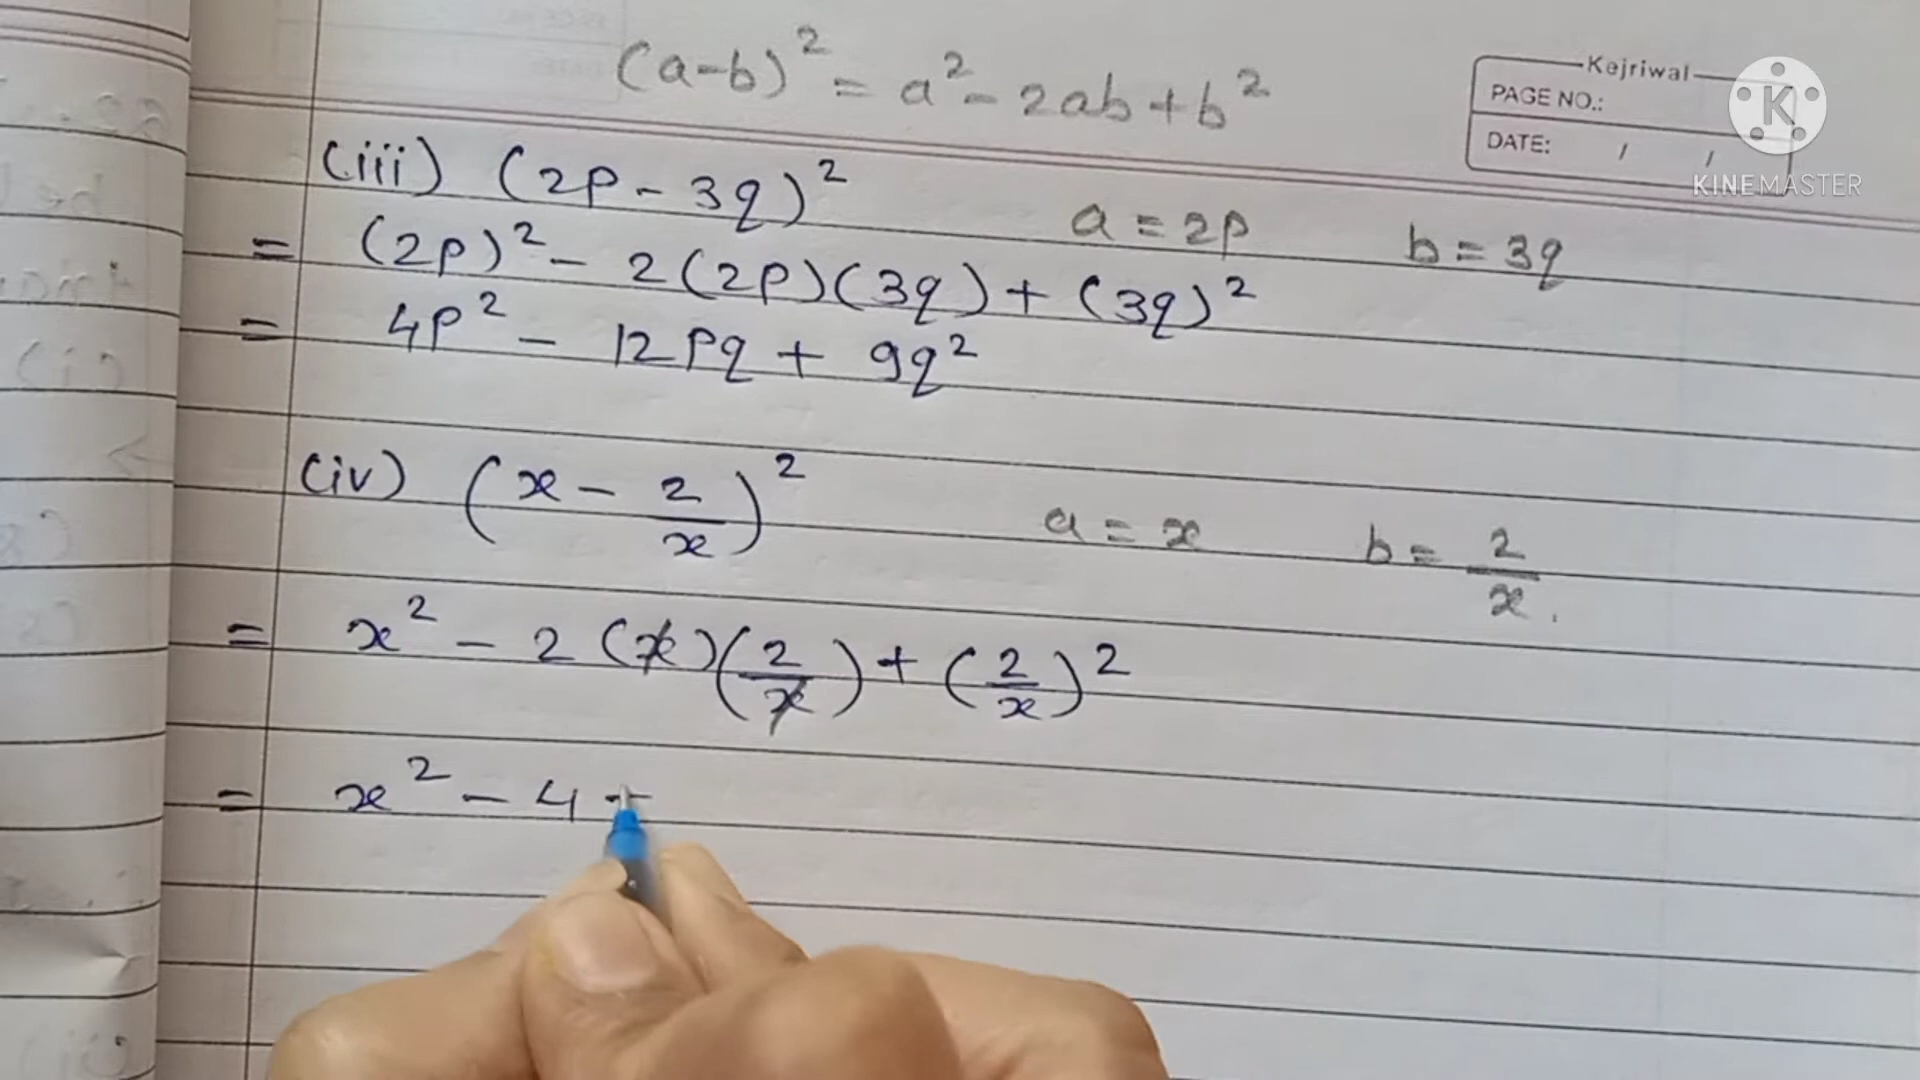 (a-b)² = a² - 2ab + b²
Kejriwal
PAGE NO.:
DATE: / /
KINEMASTER
(iii) (2p - 3q)²
a = 2p b = 3q
= (2p)² - 2(2p)(3q) + (3q)²
= 4p² - 12pq + 9q²
(iv) (x - 2/x)²
a = x b = 2/x.
= x² - 2(x)(2/x) + (2/x)²
= x² - 4 +